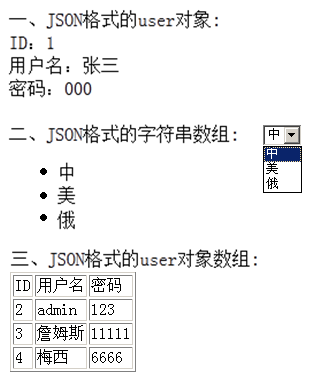 一、JSON格式的user对象:
ID：1
用户名：张三
密码：000
二、JSON格式的字符串数组: 中
中
美
俄
中
美
俄
三、JSON格式的user对象数组:
ID 用户名 密码
2 admin 123
3 詹姆斯 11111
4 梅西 6666